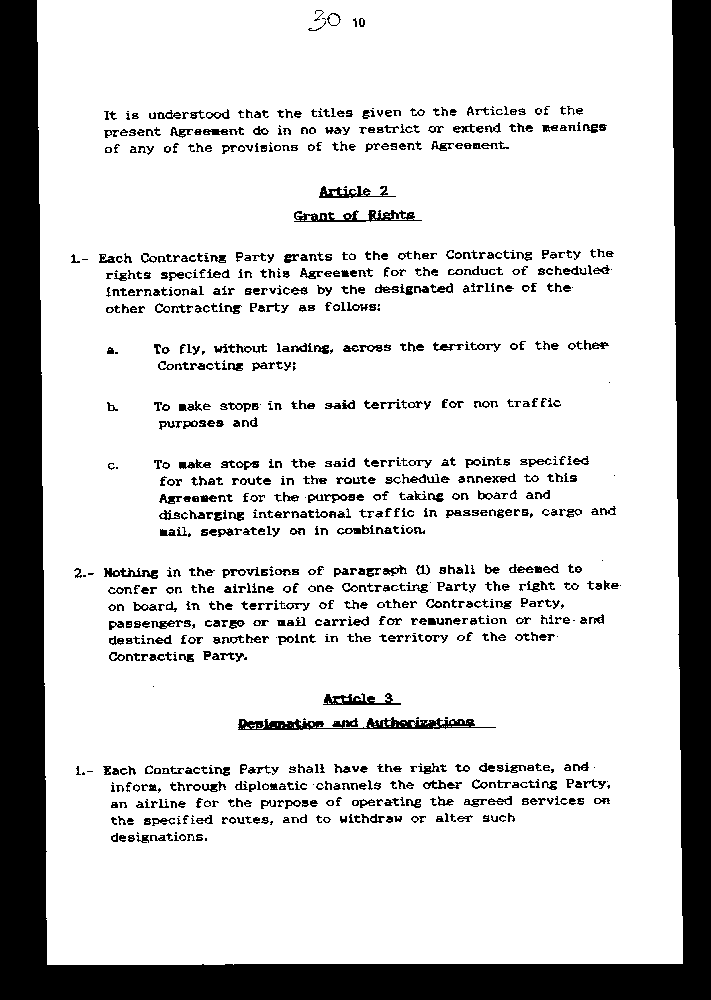 30 10
It is understood that the titles given to the Articles of the
present Agreement do in no way restrict or extend the meanings
of any of the provisions of the present Agreement.
Article 2
Grant of Rights
1.- Each Contracting Party grants to the other Contracting Party the
rights specified in this Agreement for the conduct of scheduled
international air services by the designated airline of the
other Contracting Party as follows:
a. To fly, without landing, across the territory of the other
Contracting party;
b. To make stops in the said territory for non traffic
purposes and
c. To make stops in the said territory at points specified
for that route in the route schedule annexed to this
Agreement for the purpose of taking on board and
discharging international traffic in passengers, cargo and
mail, separately on in combination.
2.- Nothing in the provisions of paragraph (1) shall be deemed to
confer on the airline of one Contracting Party the right to take
on board, in the territory of the other Contracting Party,
passengers, cargo or mail carried for remuneration or hire and
destined for another point in the territory of the other
Contracting Party.
Article 3
Designation and Authorizations
1.- Each Contracting Party shall have the right to designate, and
inform, through diplomatic channels the other Contracting Party,
an airline for the purpose of operating the agreed services on
the specified routes, and to withdraw or alter such
designations.